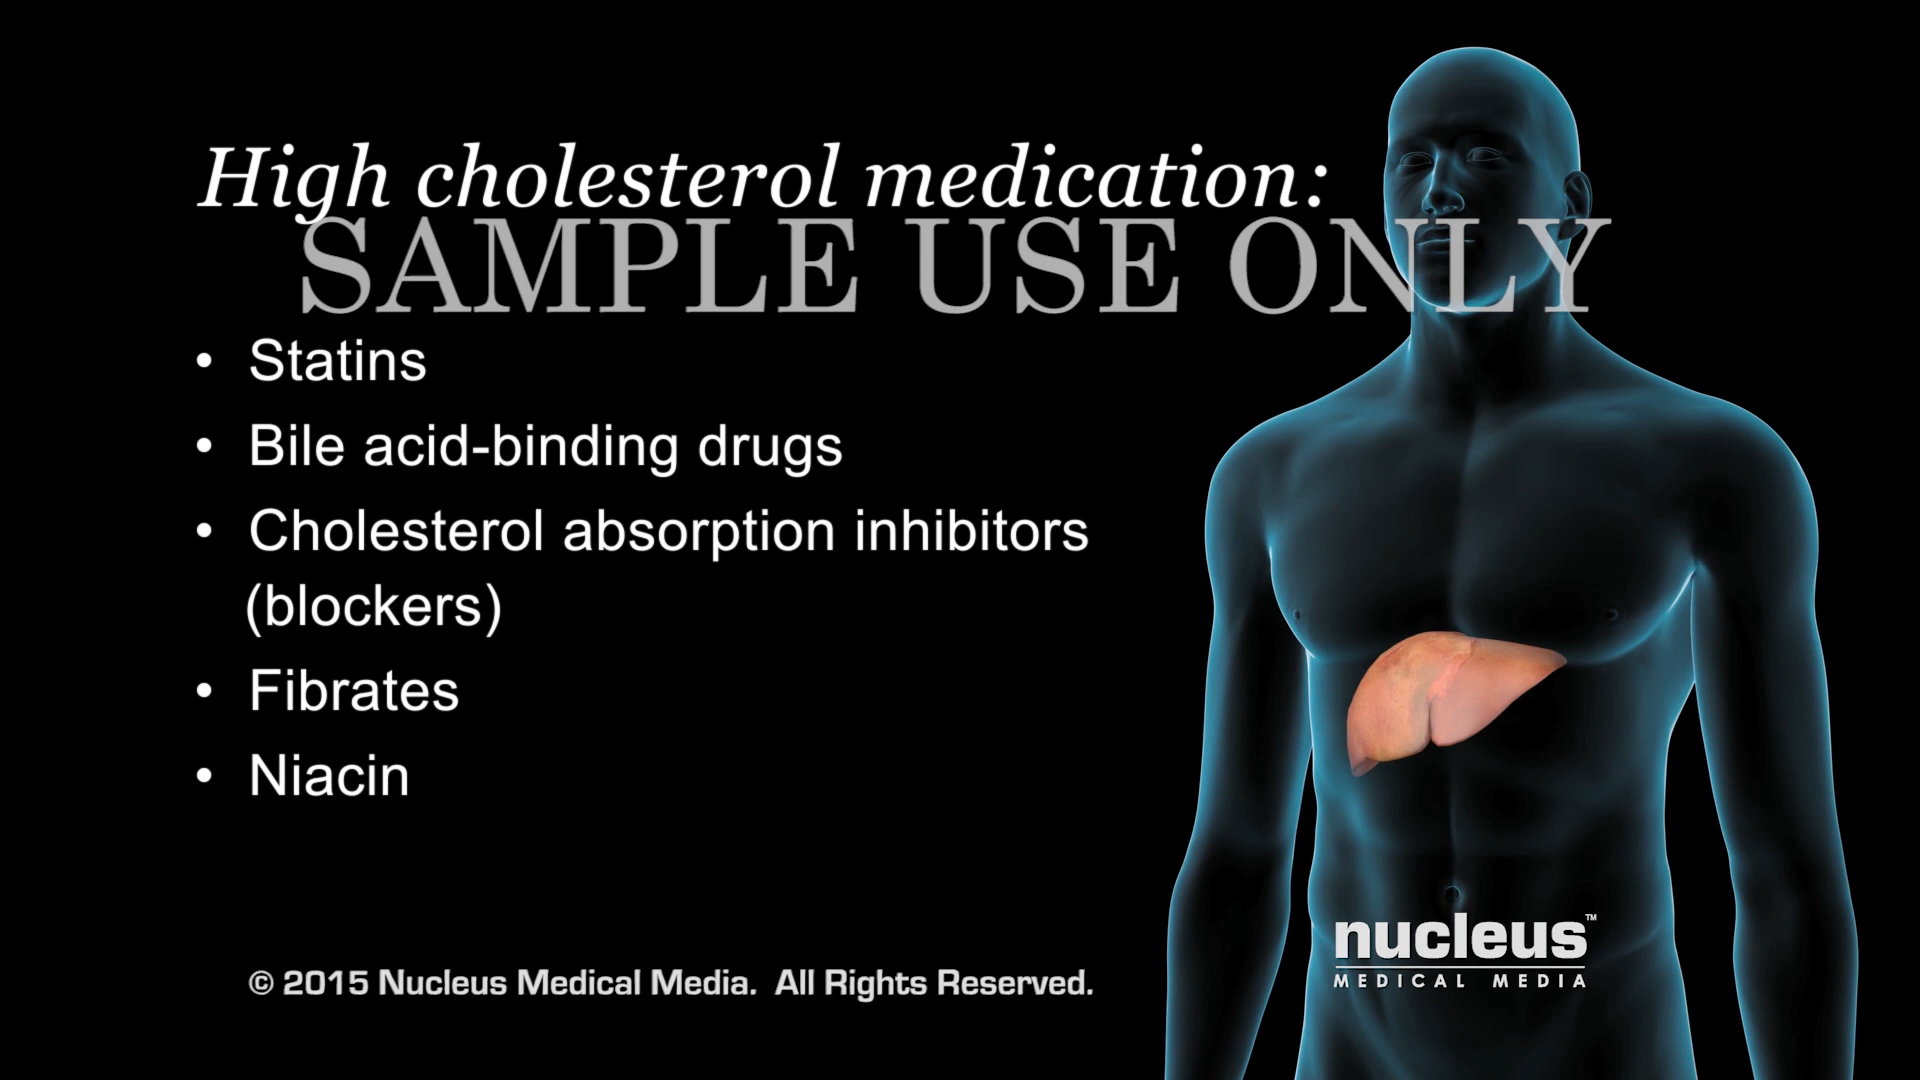 High cholesterol medication:
SAMPLE USE ONLY
• Statins
• Bile acid-binding drugs
• Cholesterol absorption inhibitors
(blockers)
• Fibrates
• Niacin
nucleus™
MEDICAL MEDIA
© 2015 Nucleus Medical Media. All Rights Reserved.